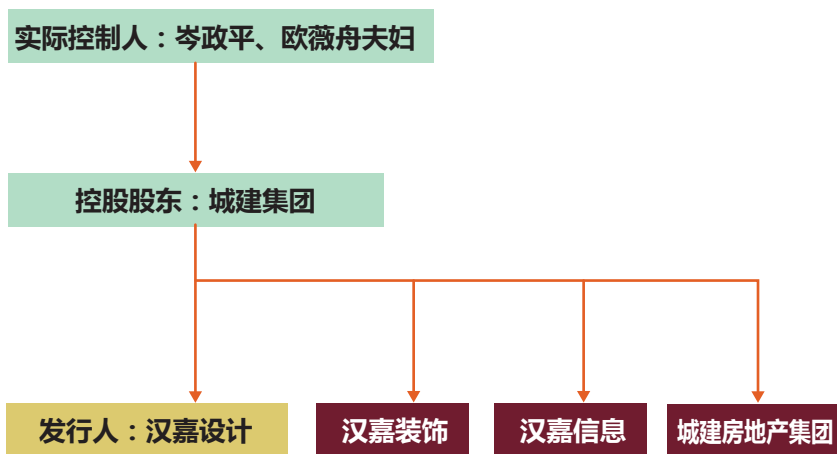 实际控制人：岑政平、欧薇舟夫妇
控股股东：城建集团
发行人：汉嘉设计
汉嘉装饰
汉嘉信息
城建房地产集团